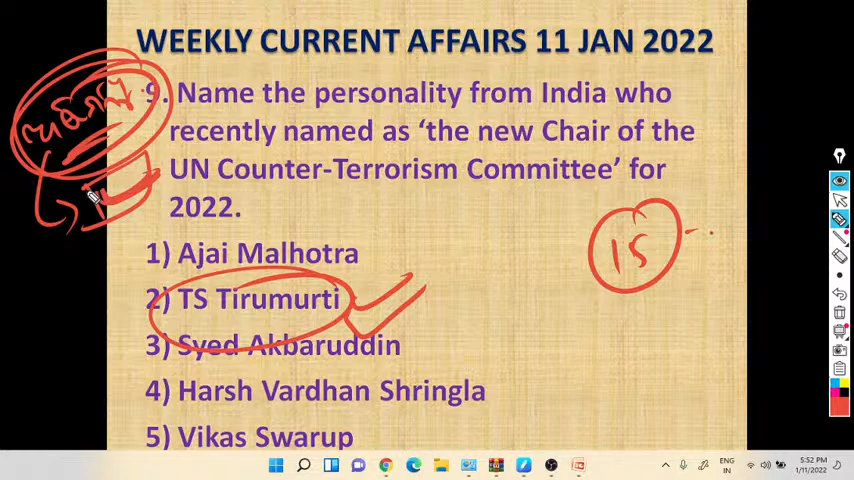 WEEKLY CURRENT AFFAIRS 11 JAN 2022
9. Name the personality from India who
recently named as ‘the new Chair of the
UN Counter-Terrorism Committee’ for
2022.
15
1) Ajai Malhotra
2) TS Tirumurti
3) Syed Akbaruddin
4) Harsh Vardhan Shringla
5) Vikas Swarup
ENG
IN
5:52 PM
1/11/2022